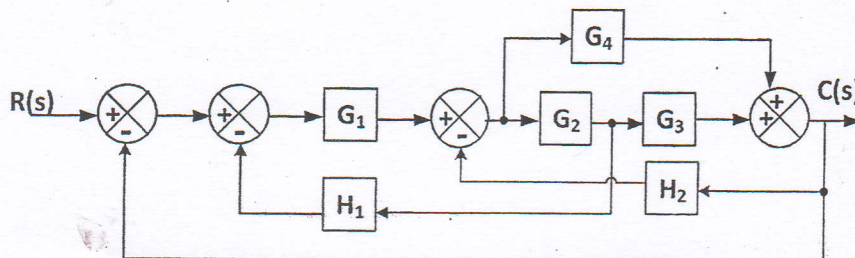 G₄
R(s) + - + - G₁ + - G₂ G₃ + + C(s)
H₁ H₂